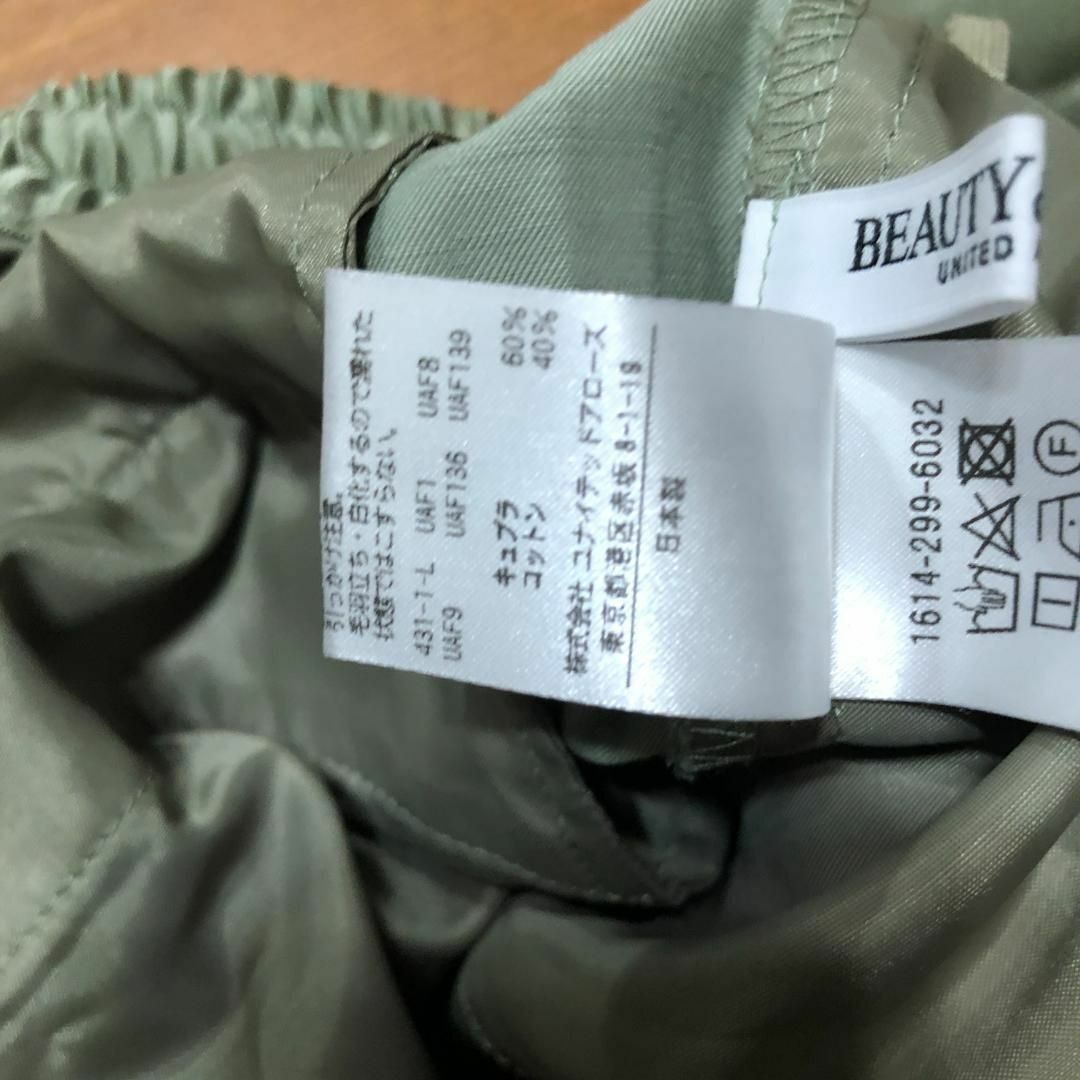 BEAUTY
UNITED
引っかけ注意。
毛羽立ち・白化するので濡れた
状態ではこすらない。
431-1-L UAF1 UAF8
UAF9 UAF136 UAF139
キュプラ 60%
コットン 40%
株式会社 ユナイテッドアローズ
東京都港区赤坂8-1-19
日本製
1614-299-6032
F